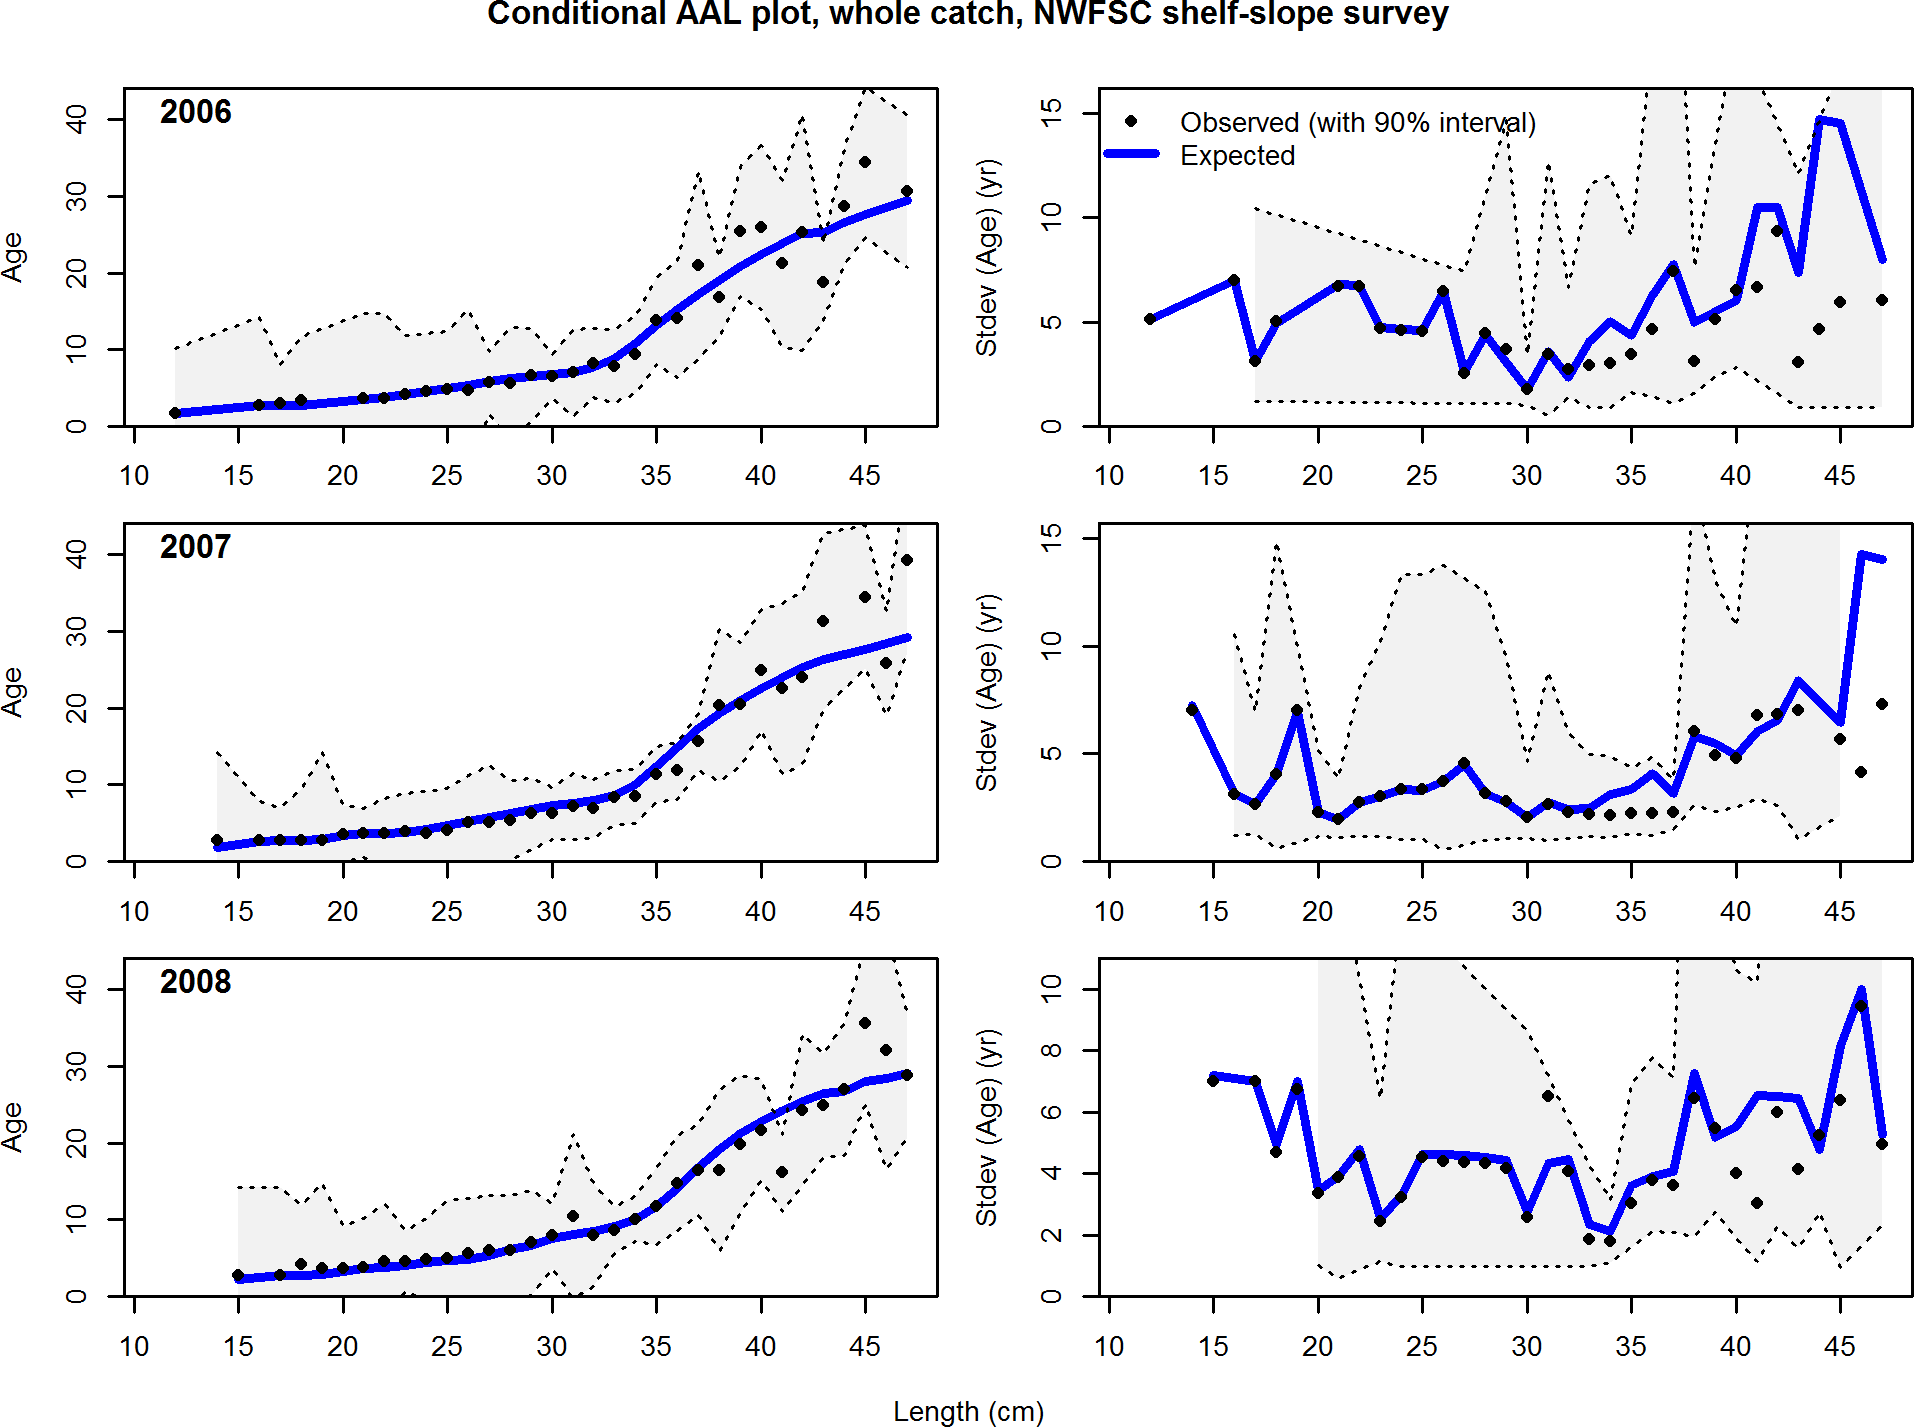 Conditional AAL plot, whole catch, NWFSC shelf-slope survey
2006
Age
0 10 20 30 40
10 15 20 25 30 35 40 45
Observed (with 90% interval)
Expected
Stdev (Age) (yr)
0 5 10 15
10 15 20 25 30 35 40 45
2007
Age
0 10 20 30 40
10 15 20 25 30 35 40 45
Stdev (Age) (yr)
0 5 10 15
10 15 20 25 30 35 40 45
2008
Age
0 10 20 30 40
10 15 20 25 30 35 40 45
Stdev (Age) (yr)
0 2 4 6 8 10
10 15 20 25 30 35 40 45
Length (cm)